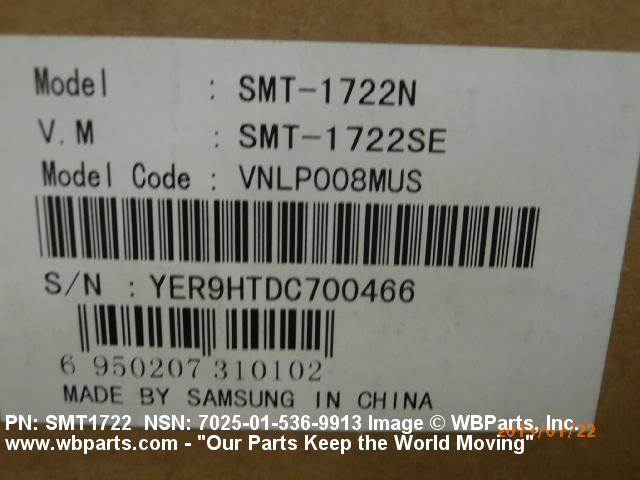 Model : SMT-1722N
V.M : SMT-1722SE
Model Code : VNLP008MUS
S/N : YER9HTDC700466
6 950207 310102
MADE BY SAMSUNG IN CHINA
PN: SMT1722 NSN: 7025-01-536-9913 Image © WBParts, Inc.
www.wbparts.com - "Our Parts Keep the World Moving"